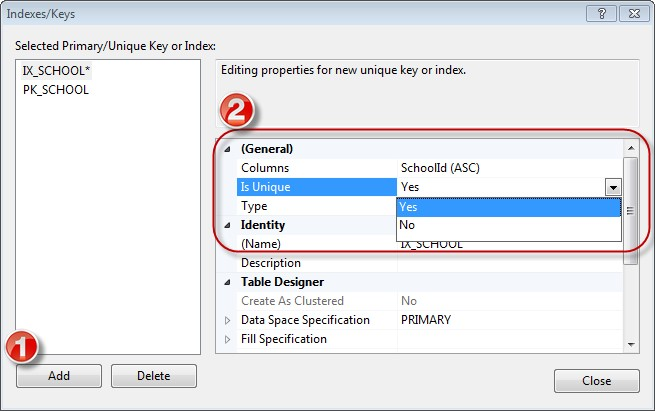 Indexes/Keys
Selected Primary/Unique Key or Index:
IX_SCHOOL*
PK_SCHOOL
Editing properties for new unique key or index.
2
(General)
Columns SchoolId (ASC)
Is Unique Yes
Type Yes
No
Identity
(Name) IX_SCHOOL
Description
Table Designer
Create As Clustered No
Data Space Specification PRIMARY
Fill Specification
1
Add Delete
Close